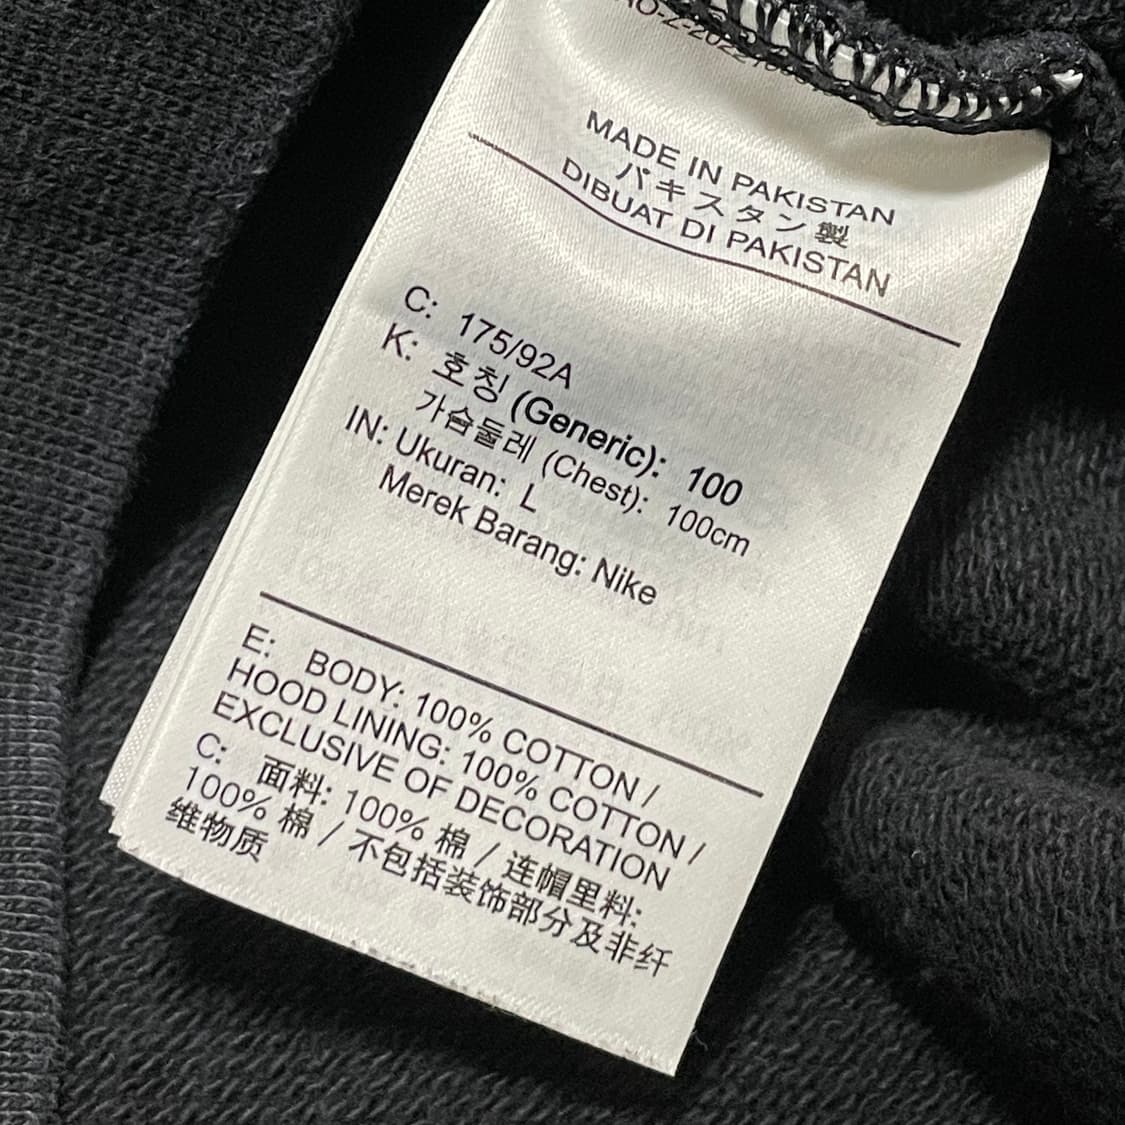 MADE IN PAKISTAN
パキスタン製
DIBUAT DI PAKISTAN
C: 175/92A
K: 호칭 (Generic): 100
가슴둘레 (Chest): 100cm
IN: Ukuran: L
Merek Barang: Nike
E: BODY: 100% COTTON /
HOOD LINING: 100% COTTON /
EXCLUSIVE OF DECORATION
C: 面料: 100% 棉 / 连帽里料:
100% 棉 / 不包括装饰部分及非纤
维物质